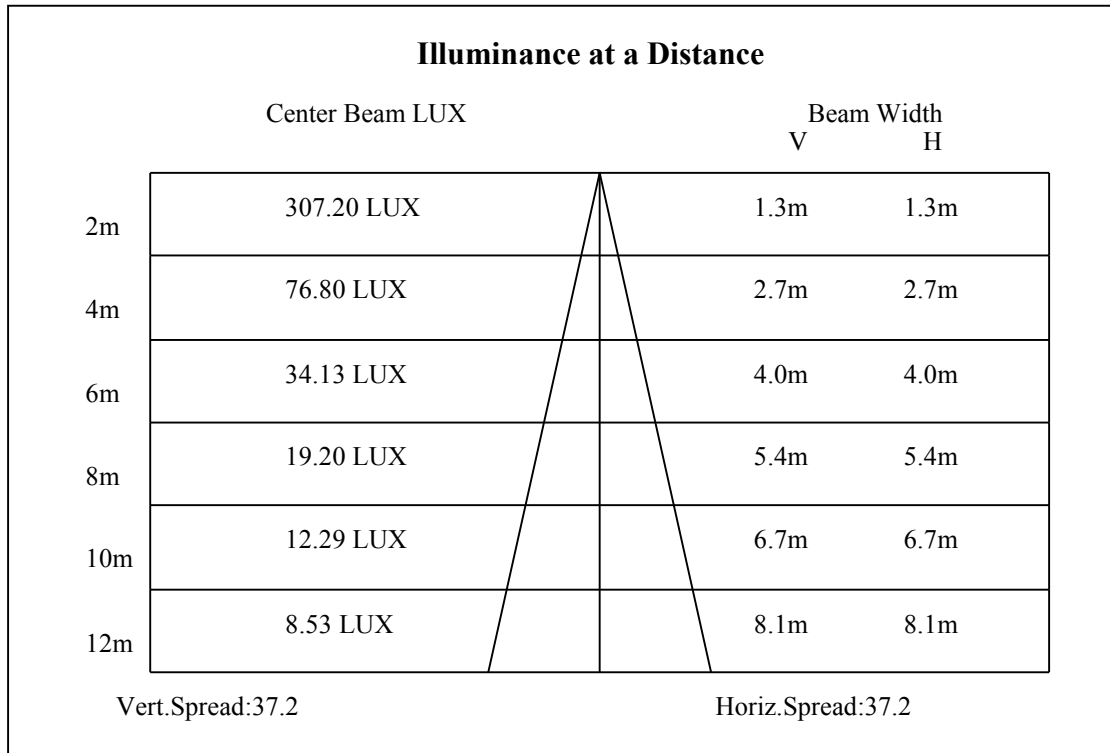 Illuminance at a Distance
Center Beam LUX Beam Width
V H
2m 307.20 LUX 1.3m 1.3m
4m 76.80 LUX 2.7m 2.7m
6m 34.13 LUX 4.0m 4.0m
8m 19.20 LUX 5.4m 5.4m
10m 12.29 LUX 6.7m 6.7m
12m 8.53 LUX 8.1m 8.1m
Vert.Spread:37.2 Horiz.Spread:37.2